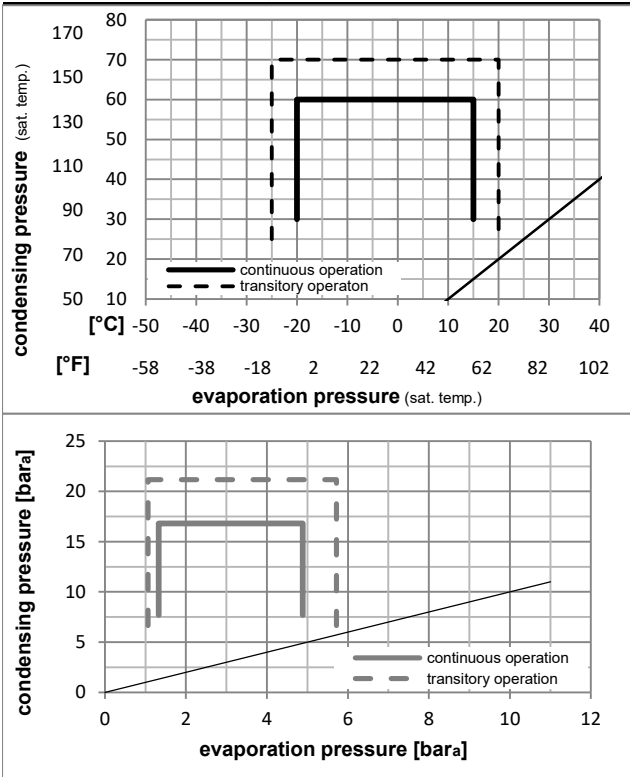 condensing pressure (sat. temp.)
170 80
70
150
60
130
50
110 40
90 30
70 20
50 10
continuous operation
transitory operaton
[°C] -50 -40 -30 -20 -10 0 10 20 30 40
[°F] -58 -38 -18 2 22 42 62 82 102
evaporation pressure (sat. temp.)
condensing pressure [bara]
25
20
15
10
5
0
continuous operation
transitory operation
0 2 4 6 8 10 12
evaporation pressure [bara]